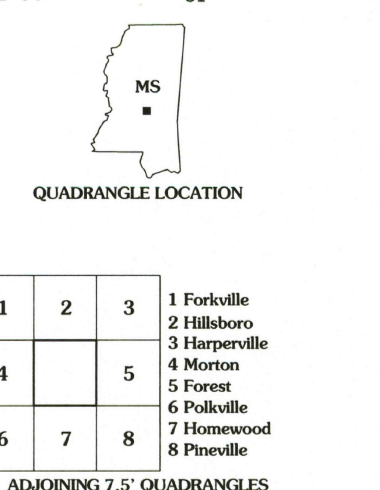 MS
QUADRANGLE LOCATION
1 2 3
4 5
6 7 8
1 Forkville
2 Hillsboro
3 Harperville
4 Morton
5 Forest
6 Polkville
7 Homewood
8 Pineville
ADJOINING 7.5' QUADRANGLES